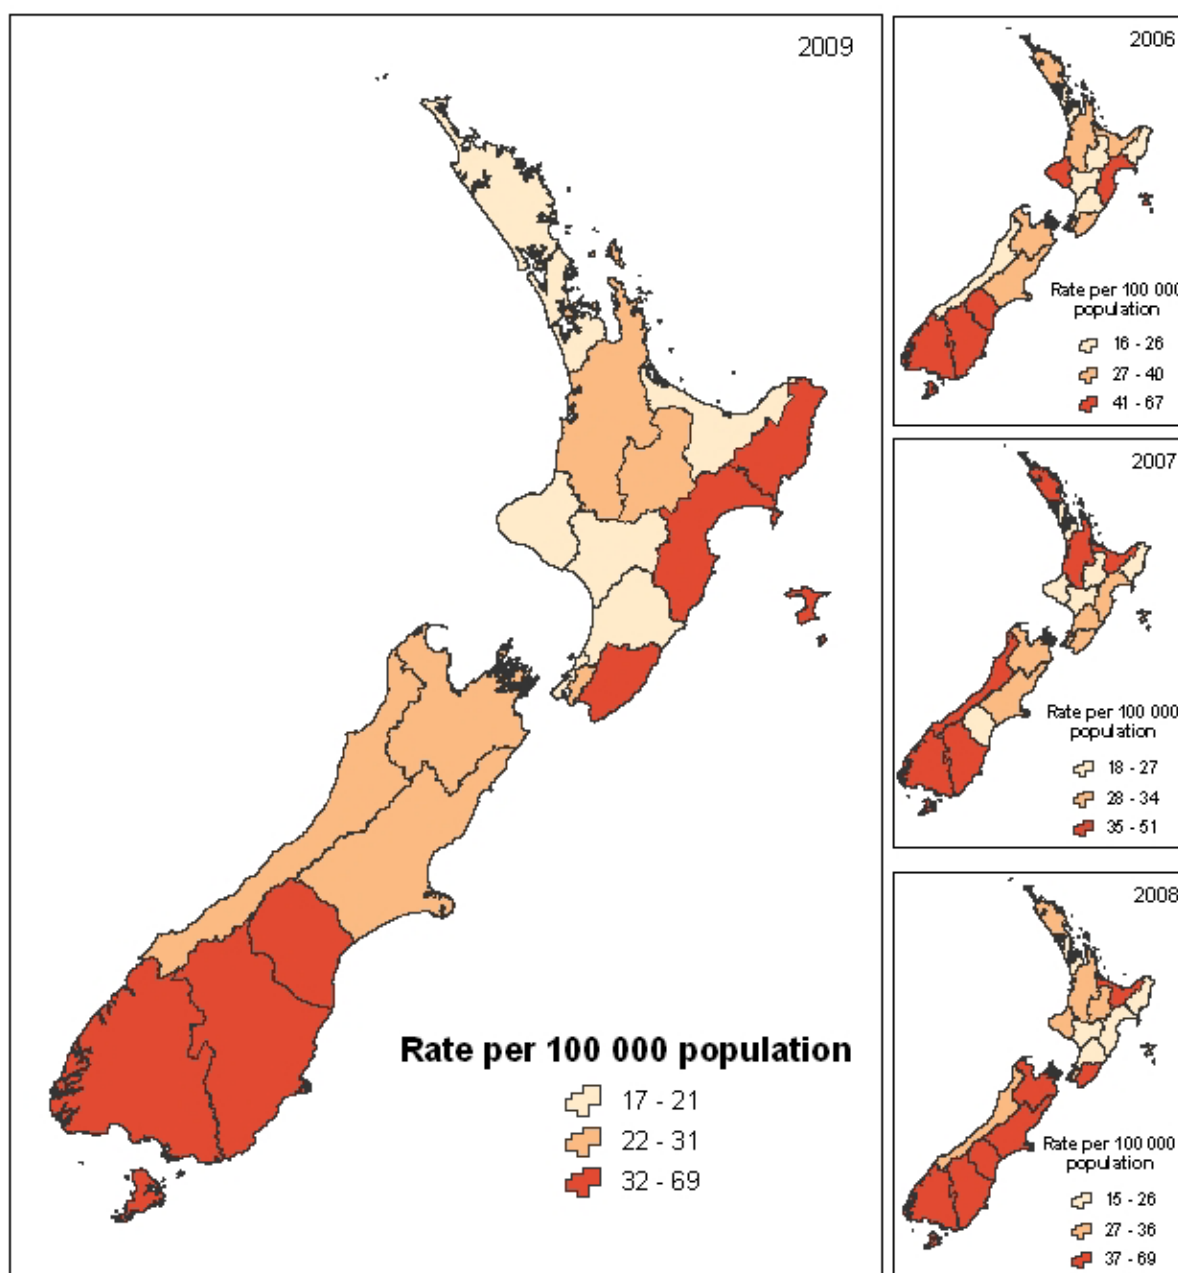 2009
Rate per 100 000 population
17 - 21
22 - 31
32 - 69
2006
Rate per 100 000
population
16 - 26
27 - 40
41 - 67
2007
Rate per 100 000
population
18 - 27
28 - 34
35 - 51
2008
Rate per 100 000
population
15 - 26
27 - 36
37 - 69